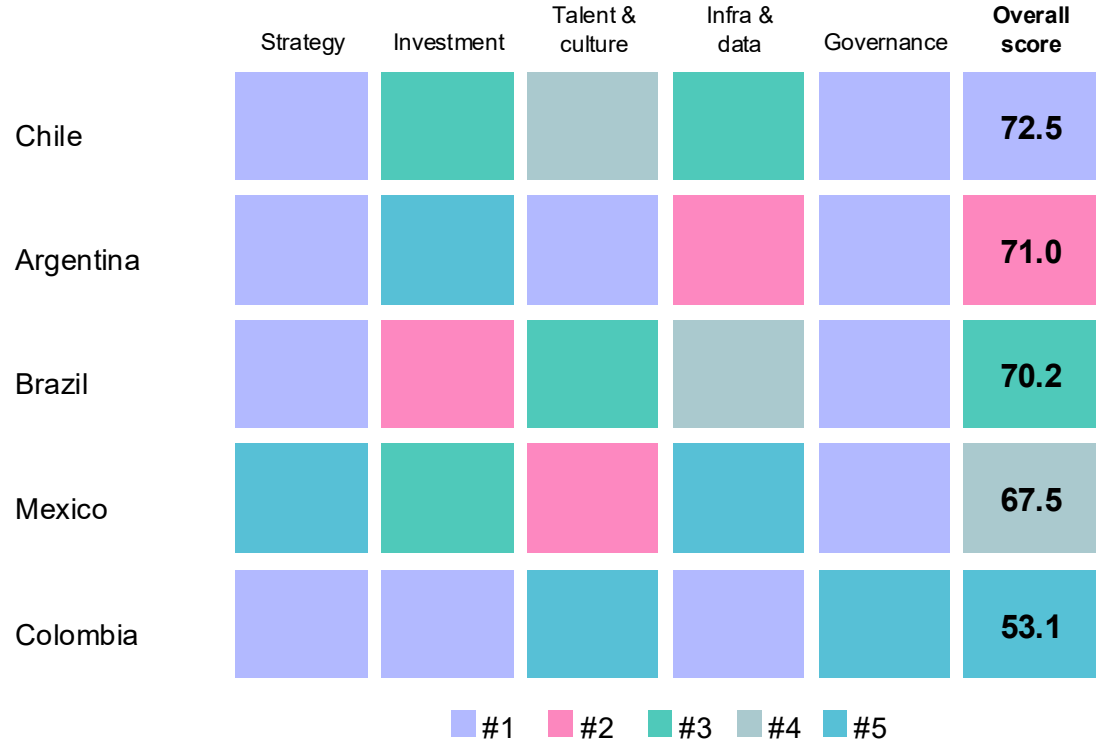 Strategy
Investment
Talent &
culture
Infra &
data
Governance
Overall
score
Chile
72.5
Argentina
71.0
Brazil
70.2
Mexico
67.5
Colombia
53.1
#1
#2
#3
#4
#5